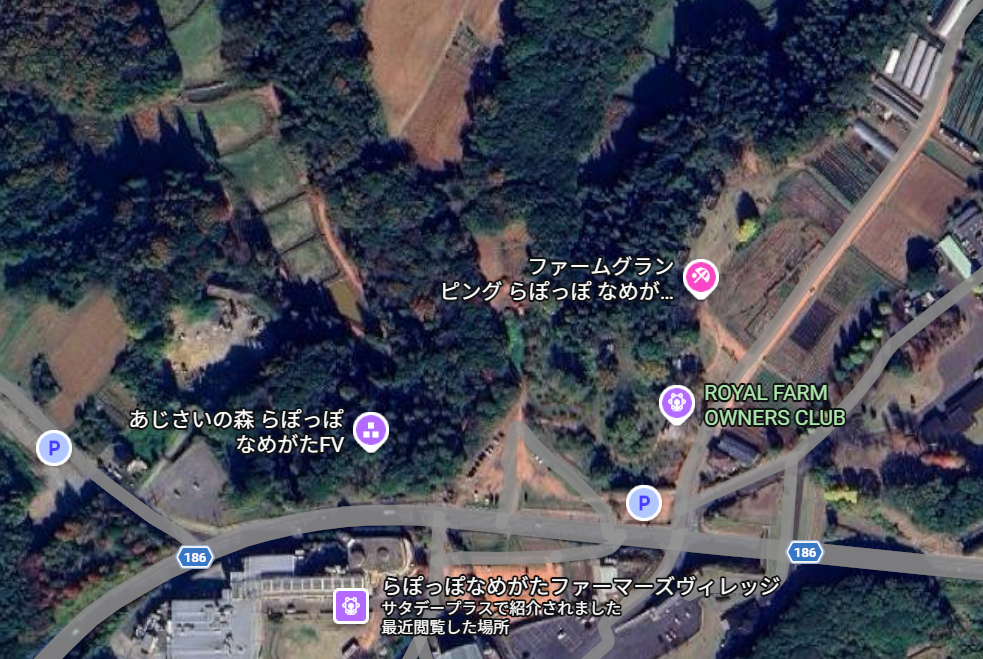 ファームグラン
ピング らぽっぽ なめが...
ROYAL FARM
OWNERS CLUB
あじさいの森 らぽっぽ
なめがたFV
P
P
186
186
らぽっぽなめがたファーマーズヴィレッジ
サタデープラスで紹介されました
最近閲覧した場所